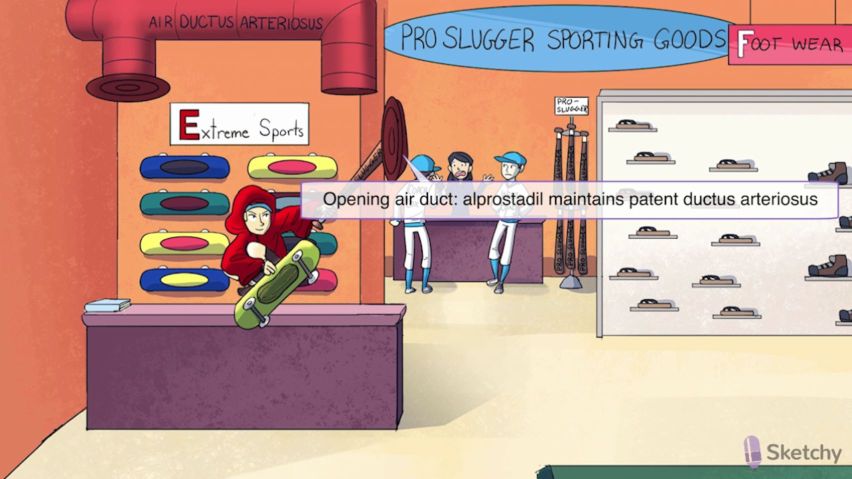 AIR DUCTUS ARTERIOSUS
PRO SLUGGER SPORTING GOODS
FOOT WEAR
Extreme Sports
PRO-
SLUGGER
Opening air duct: alprostadil maintains patent ductus arteriosus
Sketchy